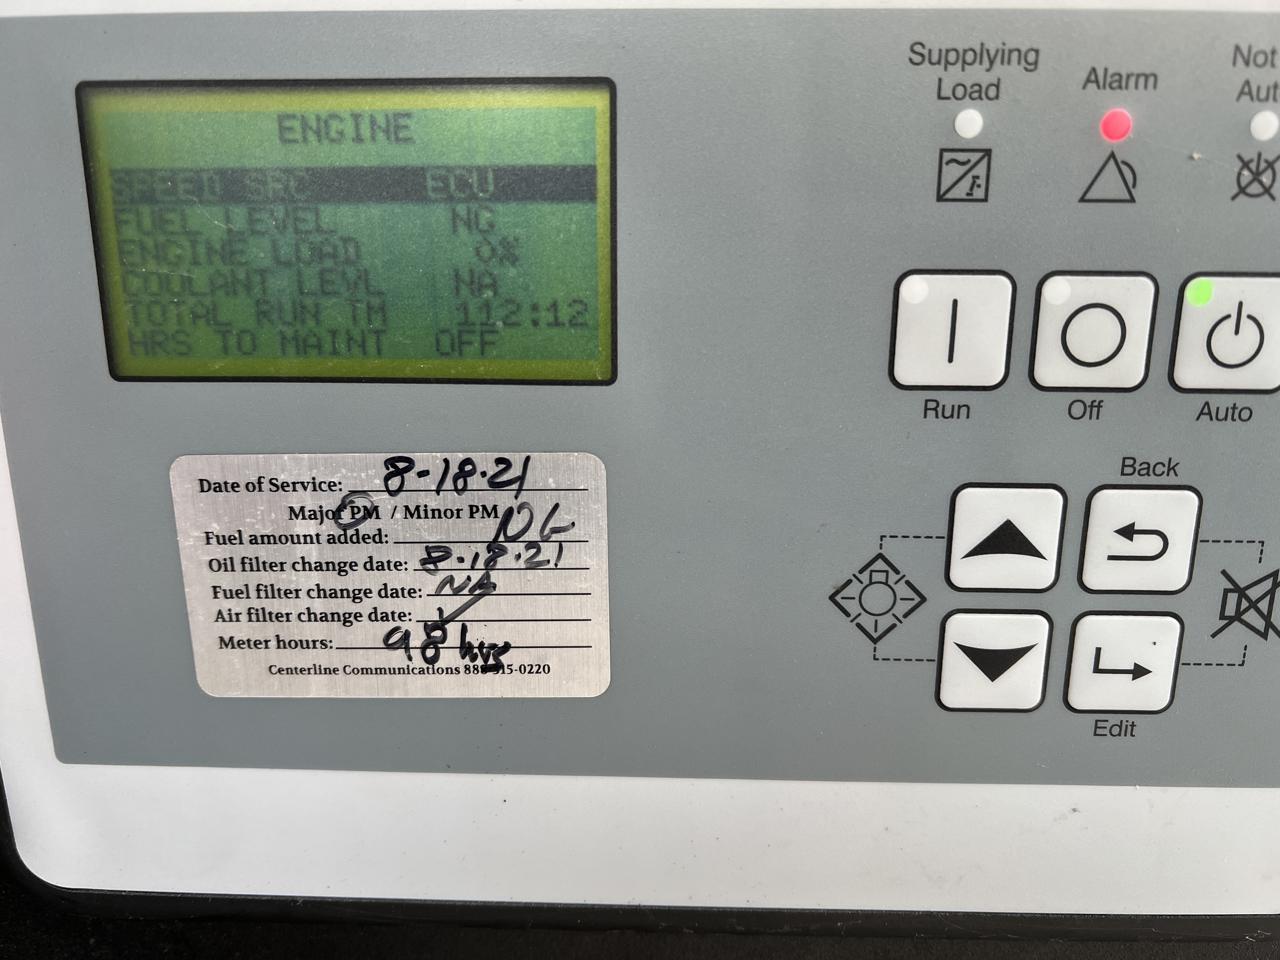 ENGINE
SPEED SRC ECU
FUEL LEVEL NG
ENGINE LOAD 0%
COOLANT LEVL NA
TOTAL RUN TM 112:12
HRS TO MAINT OFF
Supplying Load
Alarm
Not Aut
Run
Off
Auto
Back
Edit
Date of Service: 8-18-21
Major PM / Minor PM
Fuel amount added: NG
Oil filter change date: 8-18-21
Fuel filter change date: NA
Air filter change date: ✓
Meter hours: 98 hrs
Centerline Communications 88 15-0220